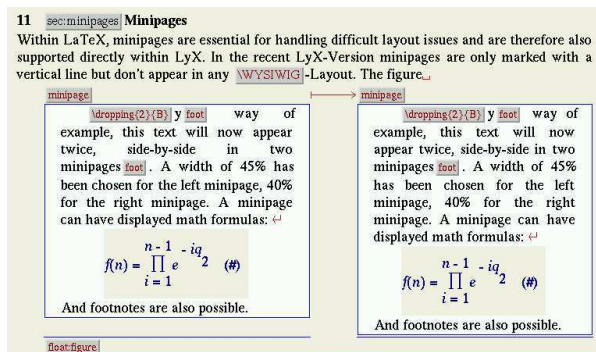 11 sec:minipages Minipages
Within LaTeX, minipages are essential for handling difficult layout issues and are therefore also
supported directly within LyX. In the recent LyX-Version minipages are only marked with a
vertical line but don't appear in any \WYSIWIG -Layout. The figure
minipage
\dropping{2}{B} y foot way of
example, this text will now appear
twice, side-by-side in two
minipages foot . A width of 45% has
been chosen for the left minipage, 40%
for the right minipage. A minipage
can have displayed math formulas:
n - 1 - iq
f(n) = ∏ e 2 (#)
i = 1
And footnotes are also possible.
minipage
\dropping{2}{B} y foot way of
example, this text will now
appear twice, side-by-side in two
minipages foot . A width of 45%
has been chosen for the left
minipage, 40% for the right
minipage. A minipage can have
displayed math formulas:
n - 1 - iq
f(n) = ∏ e 2 (#)
i = 1
And footnotes are also possible.
float:figure